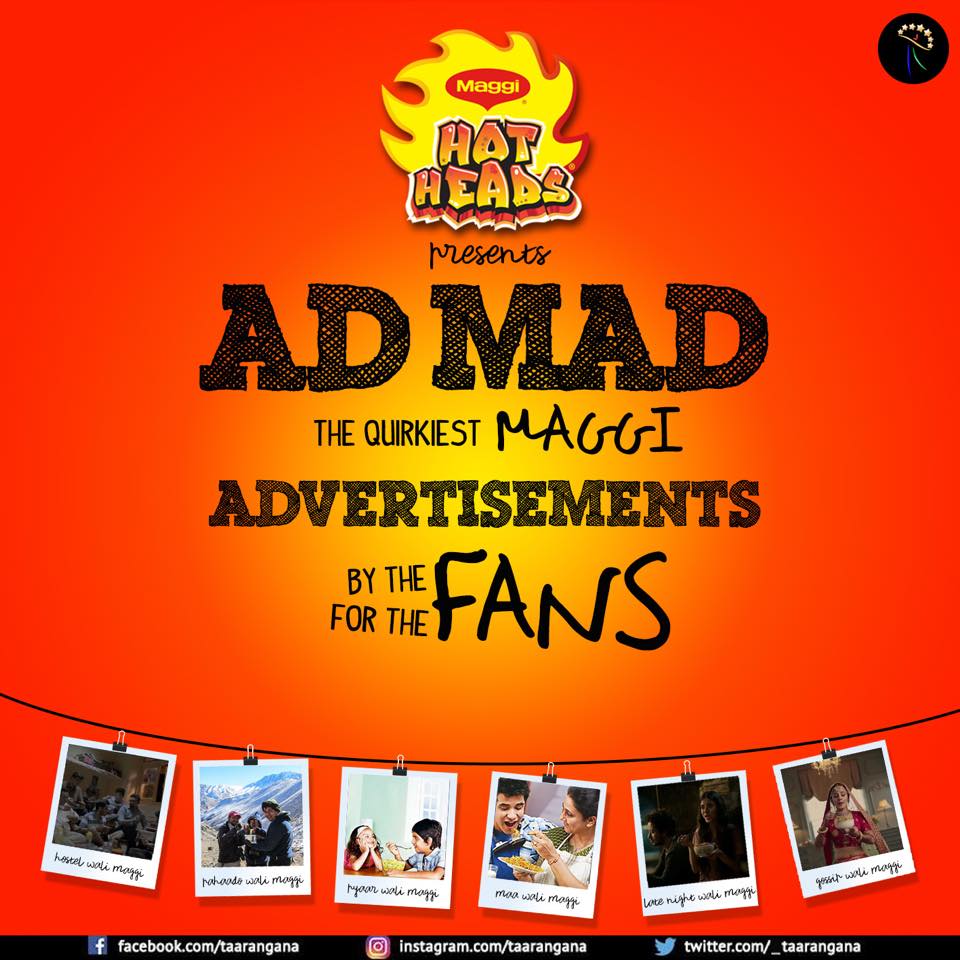 Maggi
HOT
HEADS
presents
AD MAD
THE QUIRKIEST MAGGI
ADVERTISEMENTS
BY THE
FOR THE FANS
hostel wali maggi
pahaado wali maggi
pyaar wali maggi
maa wali maggi
late night wali maggi
gossip wali maggi
facebook.com/taarangana
instagram.com/taarangana
twitter.com/_taarangana